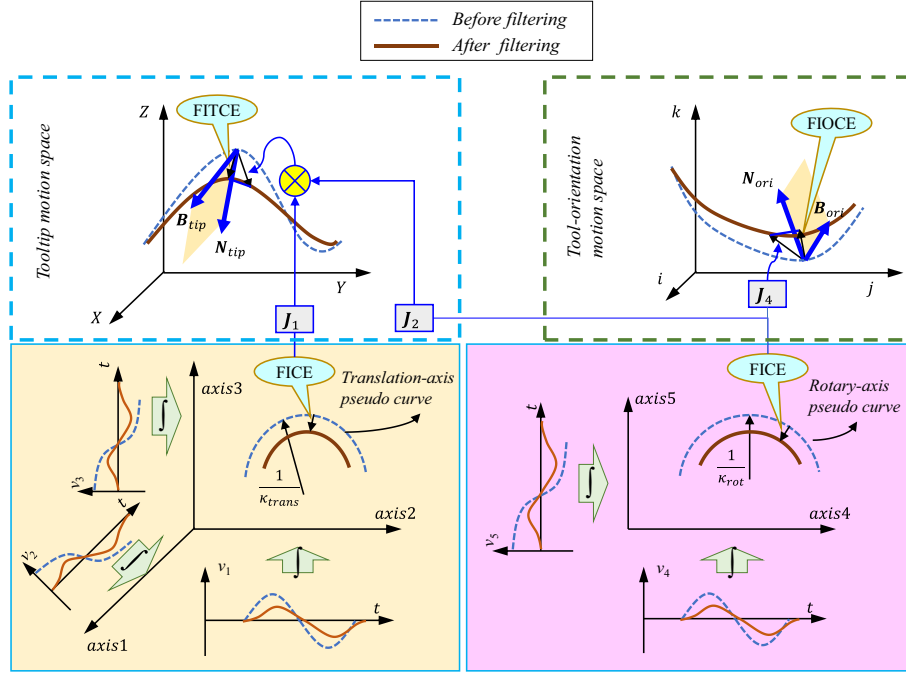 Before filtering
After filtering
Tooltip motion space
Z
FITCE
B_tip
N_tip
Y
X
J_1
J_2
Tool-orientation
motion space
k
FIOCE
N_ori
B_ori
i
j
J_4
axis3
FICE
Translation-axis
pseudo curve
1
κ_trans
axis2
axis1
t
∫
v_3
t
∫
v_2
∫
v_1
t
axis5
FICE
Rotary-axis
pseudo curve
1
κ_rot
axis4
t
∫
v_5
∫
v_4
t